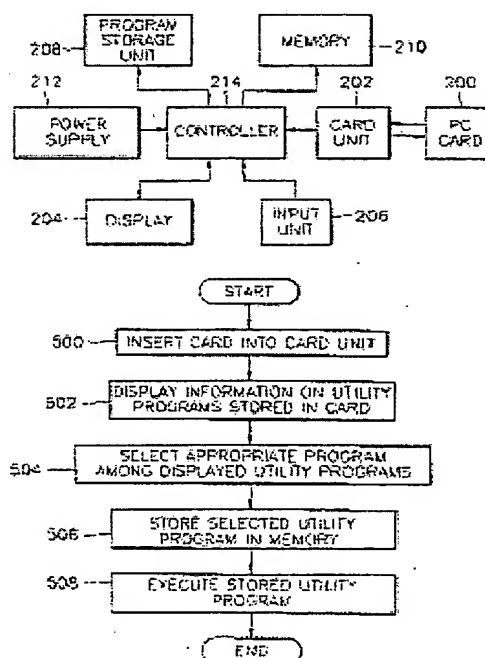 PROGRAM
STORAGE
UNIT
208
MEMORY
210
212
214
202
200
POWER
SUPPLY
CONTROLLER
CARD
UNIT
PC
CARD
204
DISPLAY
INPUT
UNIT
206
START
500
INSERT CARD INTO CARD UNIT
502
DISPLAY INFORMATION ON UTILITY
PROGRAMS STORED IN CARD
504
SELECT APPROPRIATE PROGRAM
AMONG DISPLAYED UTILITY PROGRAMS
506
STORE SELECTED UTILITY
PROGRAM IN MEMORY
508
EXECUTE STORED UTILITY
PROGRAM
END